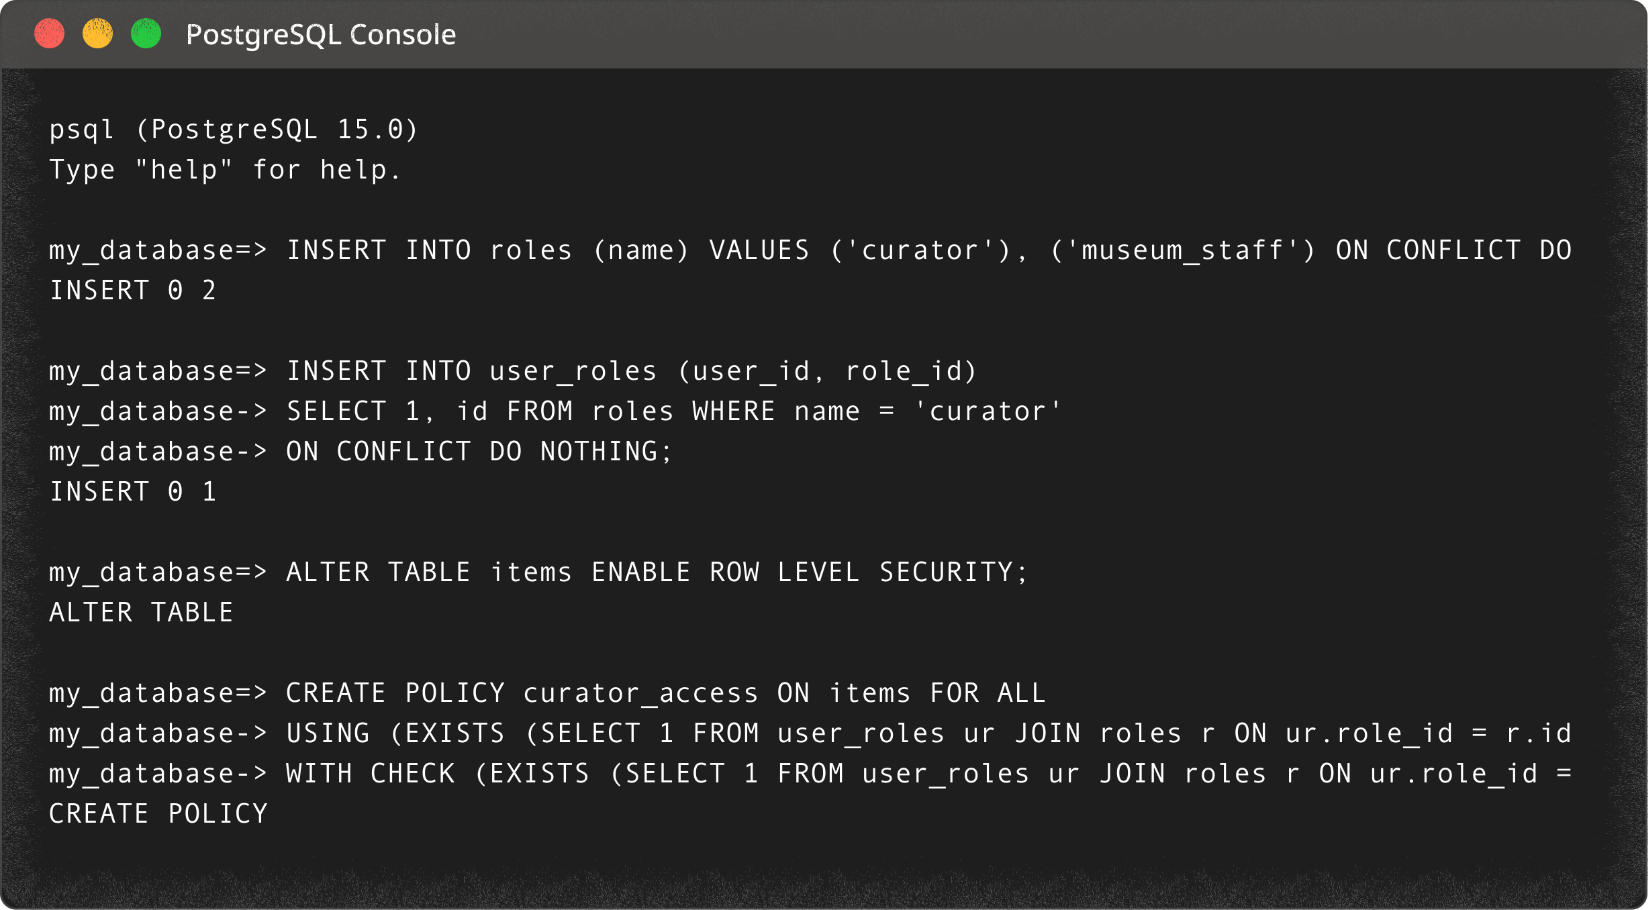 PostgreSQL Console
psql (PostgreSQL 15.0)
Type "help" for help.
my_database=> INSERT INTO roles (name) VALUES ('curator'), ('museum_staff') ON CONFLICT DO
INSERT 0 2
my_database=> INSERT INTO user_roles (user_id, role_id)
my_database-> SELECT 1, id FROM roles WHERE name = 'curator'
my_database-> ON CONFLICT DO NOTHING;
INSERT 0 1
my_database=> ALTER TABLE items ENABLE ROW LEVEL SECURITY;
ALTER TABLE
my_database=> CREATE POLICY curator_access ON items FOR ALL
my_database-> USING (EXISTS (SELECT 1 FROM user_roles ur JOIN roles r ON ur.role_id = r.id
my_database-> WITH CHECK (EXISTS (SELECT 1 FROM user_roles ur JOIN roles r ON ur.role_id =
CREATE POLICY